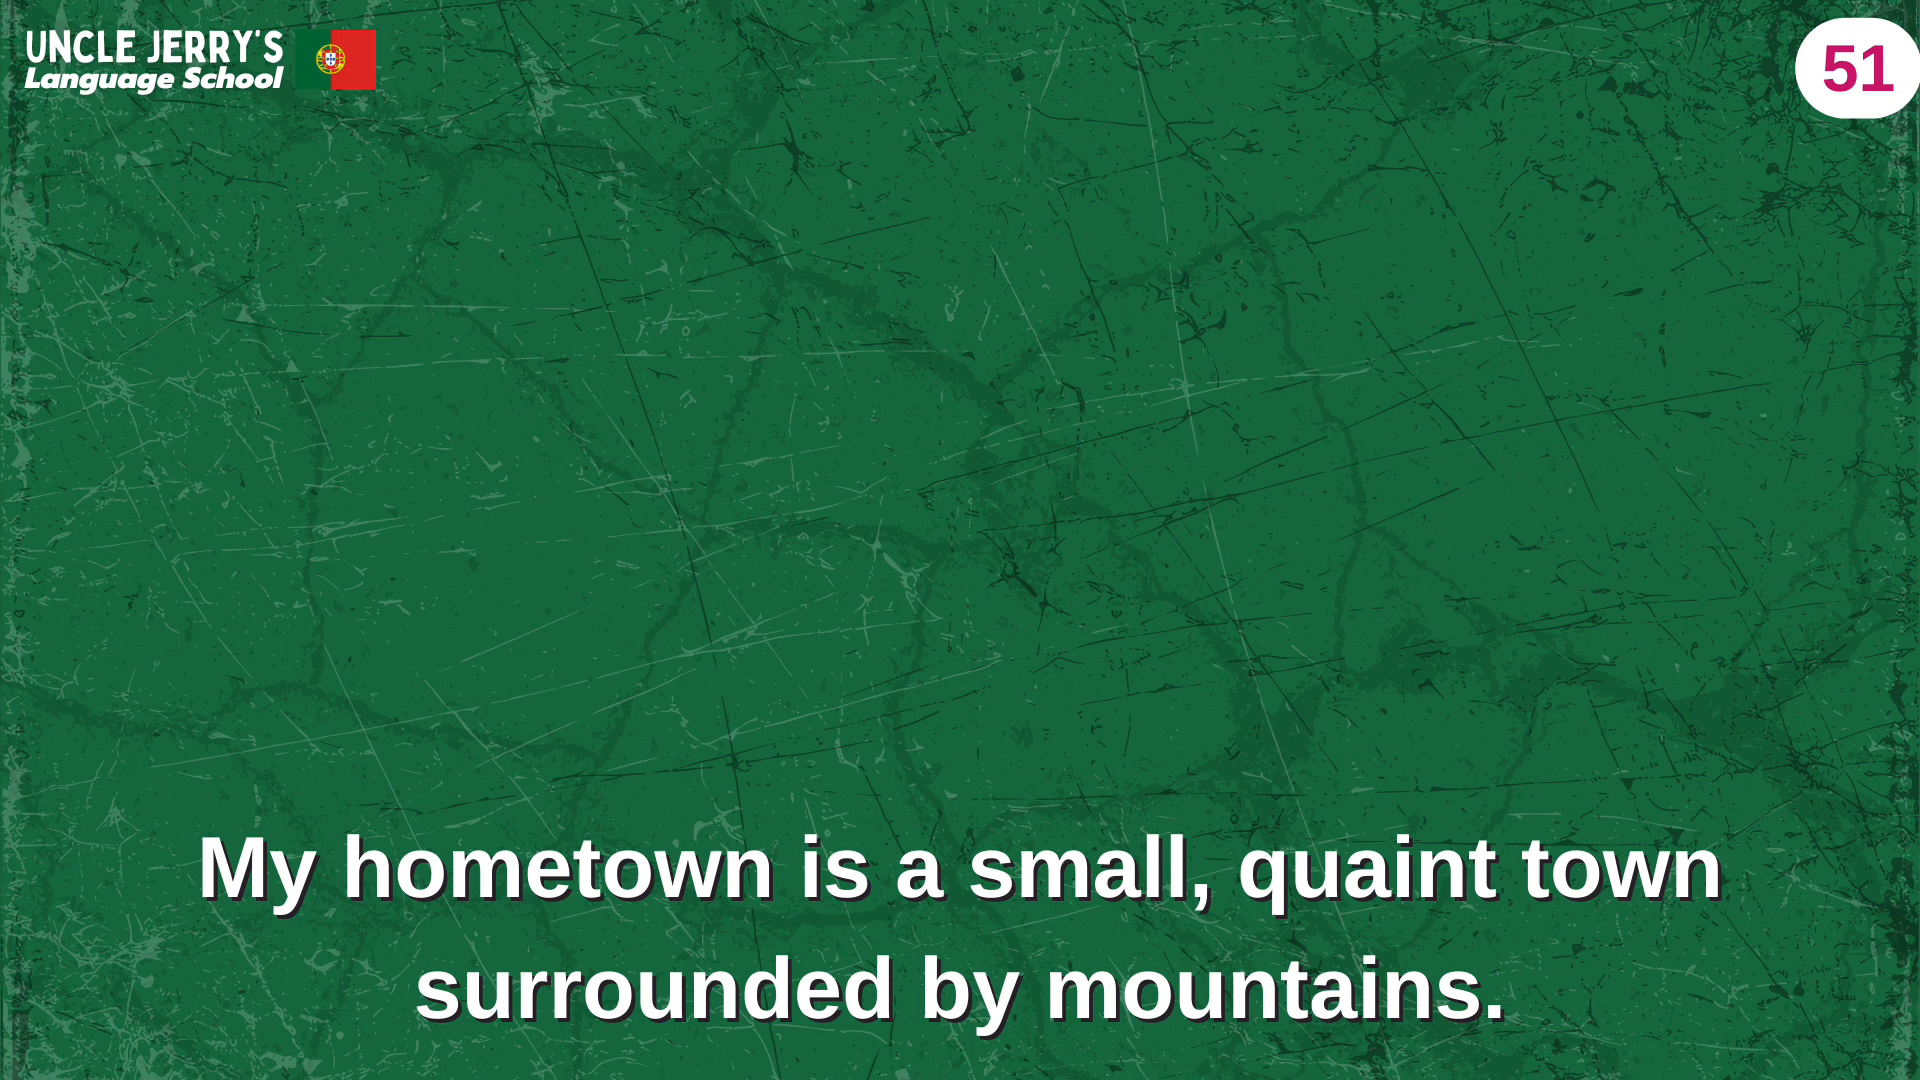 UNCLE JERRY'S
Language School
51
My hometown is a small, quaint town
surrounded by mountains.